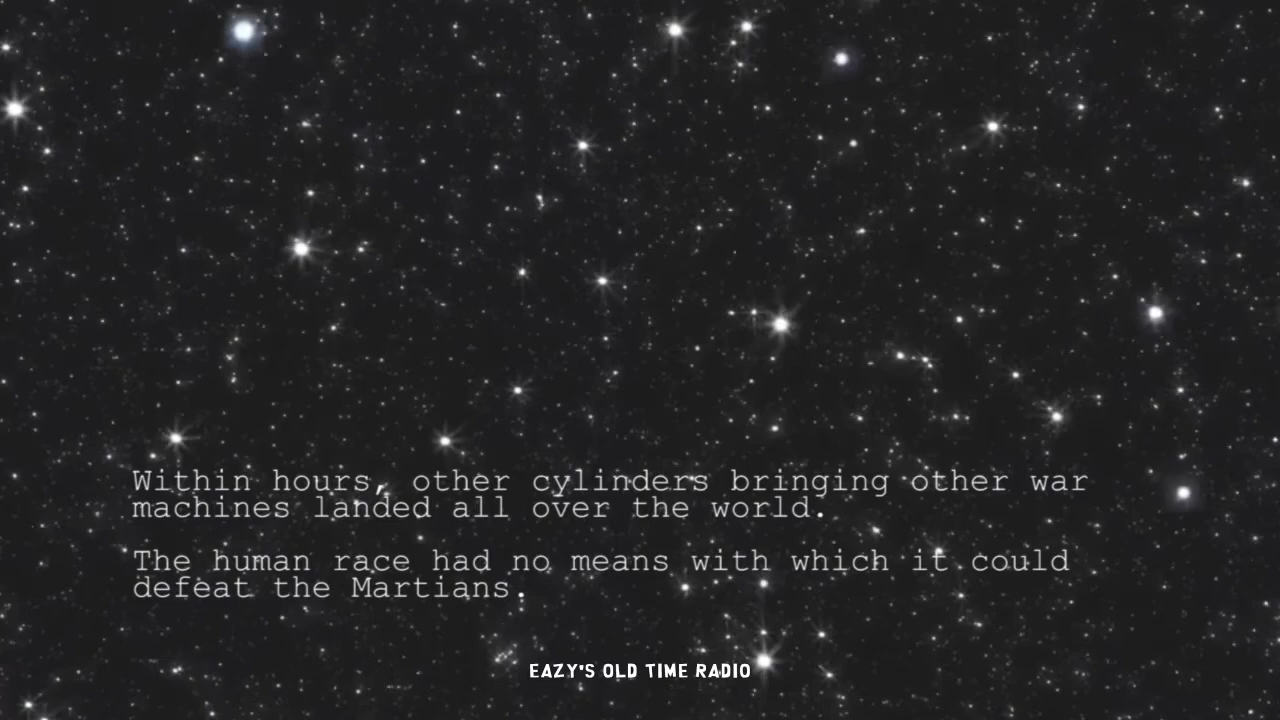 Within hours, other cylinders bringing other war
machines landed all over the world.
The human race had no means with which it could
defeat the Martians.
EAZY'S OLD TIME RADIO